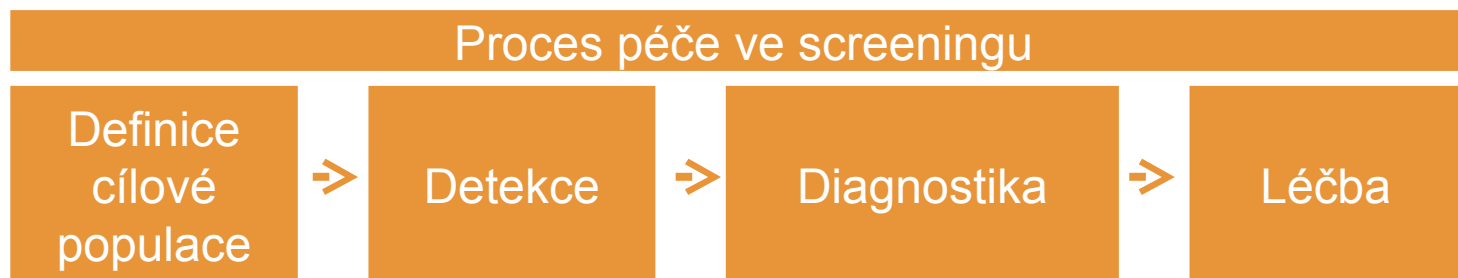 Proces péče ve screeningu
Definice
cílové
populace
Detekce
Diagnostika
Léčba